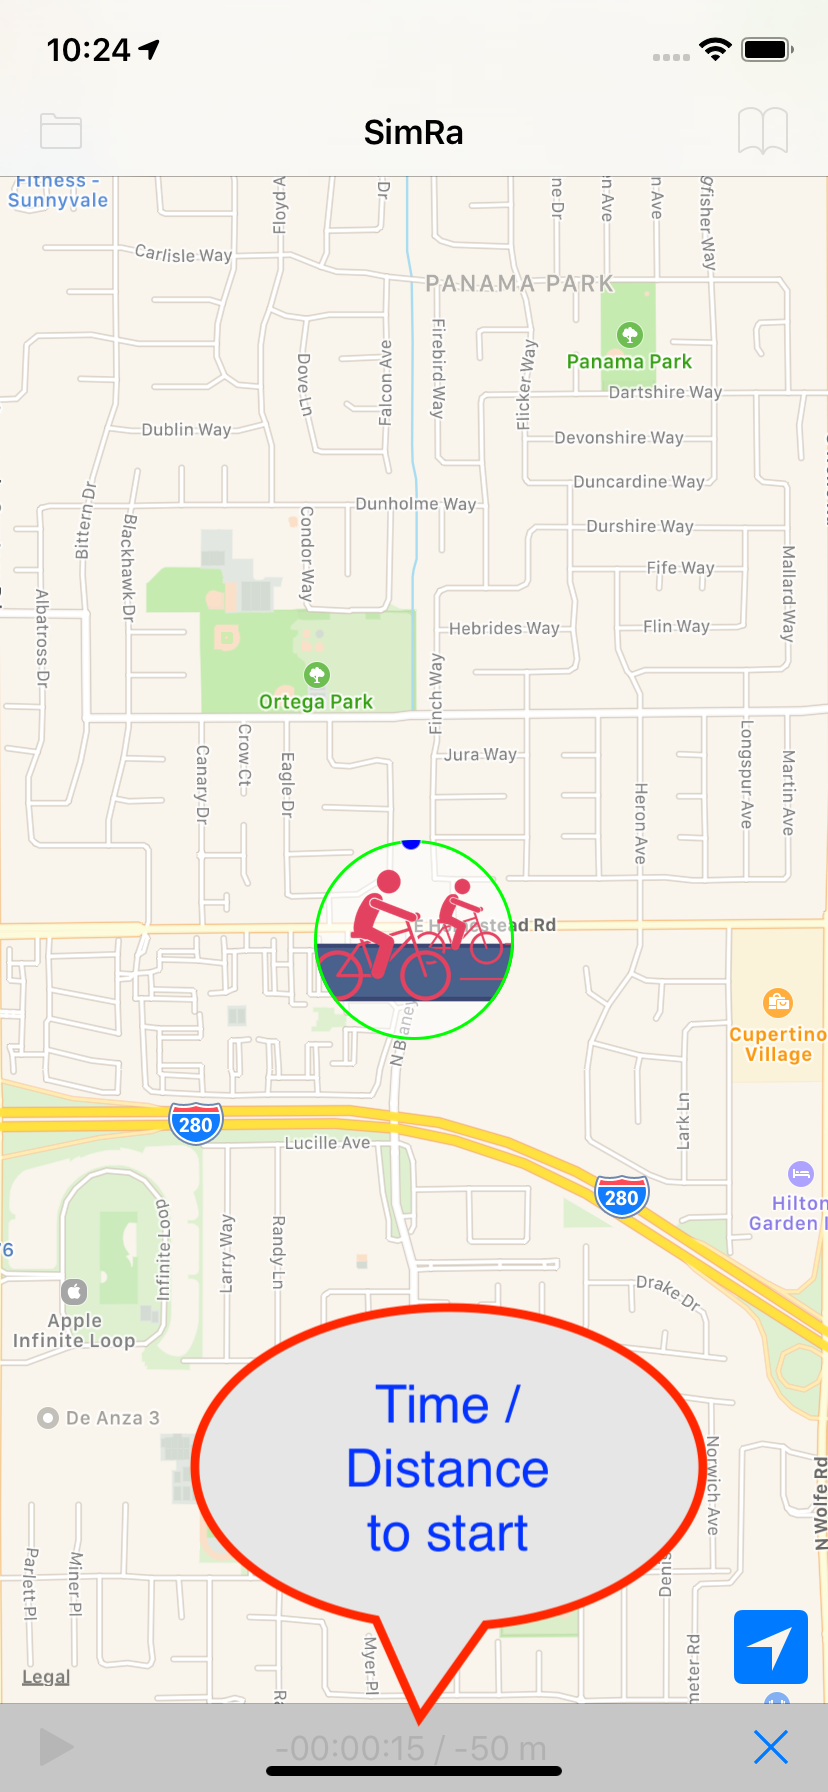 10:24
SimRa
Fitness -
Sunnyvale
Floyd A
Dr
ne Dr
n Ave
n Ave
gfisher Way
Carlisle Way
PANAMA PARK
Panama Park
Firebird Way
Flicker Way
Dove Ln
Falcon Ave
Dartshire Way
Dublin Way
Devonshire Way
Duncardine Way
Bittern Dr
Blackhawk Dr
Condor Way
Dunholme Way
Durshire Way
Fife Way
Mallard Way
Albatross Dr
Hebrides Way
Flin Way
Ortega Park
Finch Way
Canary Dr
Crow Ct
Eagle Dr
Jura Way
Heron Ave
Longspur Ave
Martin Ave
E Homestead Rd
N Blaney
Cupertino
Village
280
Lucille Ave
Lark Ln
280
Hilton
Garden I
Infinite Loop
Larry Way
Randy Ln
76
Apple
Infinite Loop
Drake Dr
De Anza 3
Time /
Distance
to start
Norwich Ave
N Wolfe Rd
Parlett Pl
Miner Pl
Denis
Myer Pl
Ra
meter Rd
Legal
-00:00:15 / -50 m